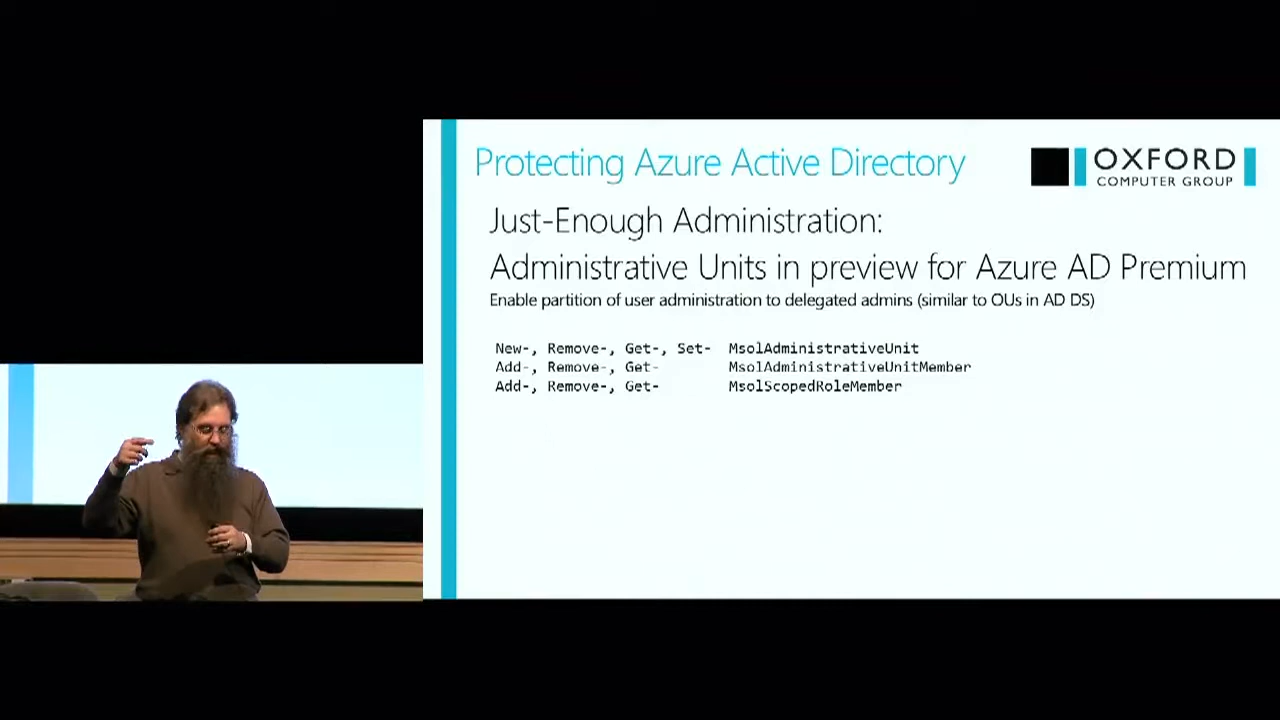 Protecting Azure Active Directory
OXFORD
COMPUTER GROUP
Just-Enough Administration:
Administrative Units in preview for Azure AD Premium
Enable partition of user administration to delegated admins (similar to OUs in AD DS)
New-, Remove-, Get-, Set- MsolAdministrativeUnit
Add-, Remove-, Get- MsolAdministrativeUnitMember
Add-, Remove-, Get- MsolScopedRoleMember